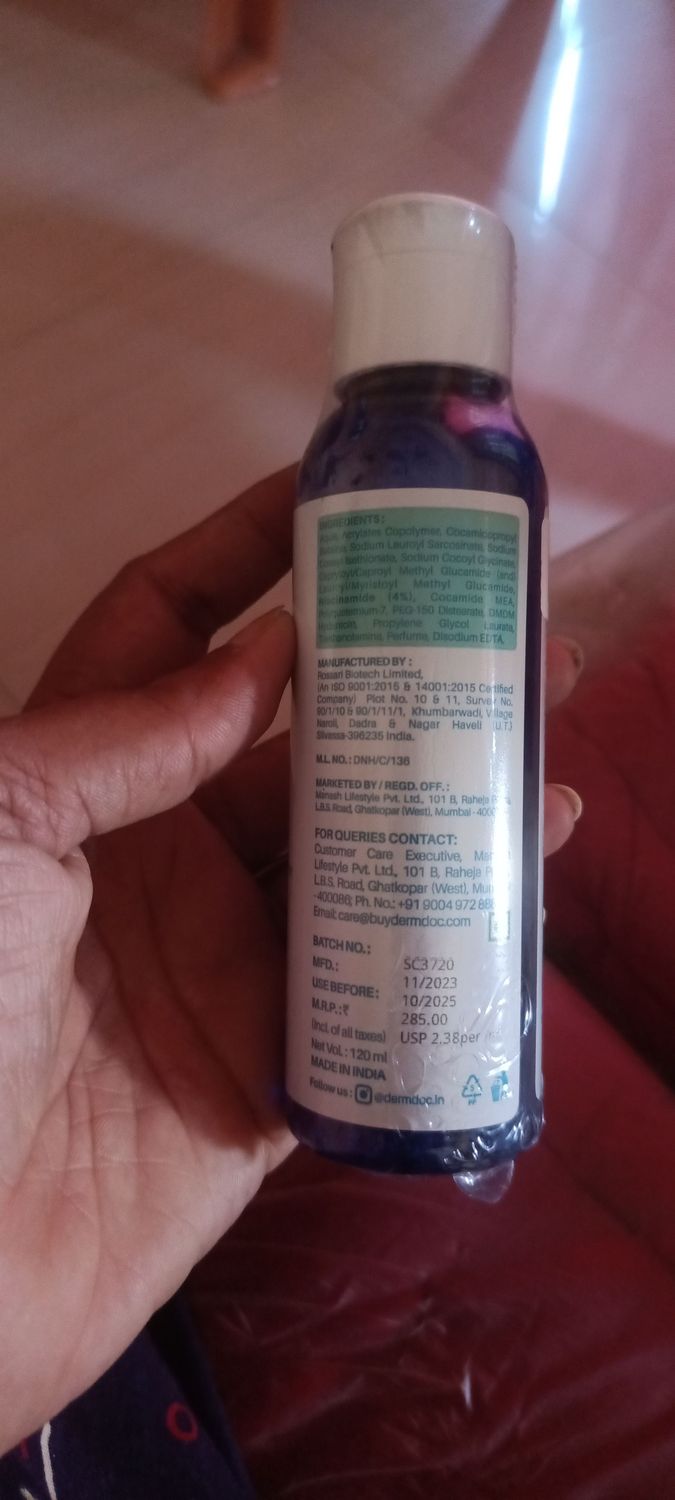 INGREDIENTS :
Aqua, Acrylates Copolymer, Cocamidopropyl
Betaine, Sodium Lauroyl Sarcosinate, Sodium
Cocoyl Isethionate, Sodium Cocoyl Glycinate,
Capryloyl/Caproyl Methyl Glucamide (and)
Lauroyl/Myristoyl Methyl Glucamide,
Niacinamide (4%), Cocamide MEA,
Polyquaternium-7, PEG-150 Distearate, DMDM
Hydantoin, Propylene Glycol Laurate,
Triethanolamine, Perfume, Disodium EDTA.
MANUFACTURED BY :
Rossari Biotech Limited,
(An ISO 9001:2015 & 14001:2015 Certified
Company) Plot No. 10 & 11, Survey No.
90/1/10 & 90/1/11/1, Khumbarwadi, Village
Naroli, Dadra & Nagar Haveli (U.T.)
Silvassa-396235 India.
M.L. NO. : DNH/C/136
MARKETED BY / REGD. OFF. :
Manash Lifestyle Pvt. Ltd., 101 B, Raheja
L.B.S. Road, Ghatkopar (West), Mumbai -
FOR QUERIES CONTACT:
Customer Care Executive,
Lifestyle Pvt. Ltd., 101 B, Raheja
L.B.S. Road, Ghatkopar (West),
-400086; Ph. No.: +91 9004 972
Email: care@buydermdoc.com
BATCH NO. : SC3720
MFD. : 11/2023
USE BEFORE : 10/2025
M.R.P. : ₹ 285.00
(Incl. of all taxes) USP 2.38per
Net Vol. : 120 ml
MADE IN INDIA
Follow us : @dermdoc.in
5
PP